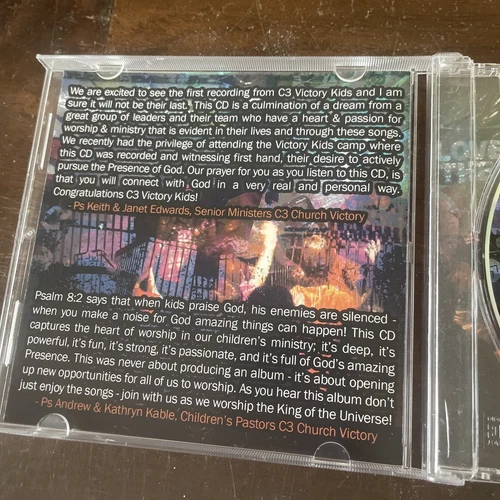 We are excited to see the first recording from C3 Victory Kids and I am
sure it will not be their last. This CD is a culmination of a dream from a
great group of leaders and their team who have a heart & passion for
worship & ministry that is evident in their lives and through these songs.
We recently had the privilege of attending the Victory Kids camp where
this CD was recorded and witnessing first hand, their desire to actively
pursue the Presence of God. Our prayer for you as you listen to this CD, is
that you will connect with God in a very real and personal way.
Congratulations C3 Victory Kids!
- Ps Keith & Janet Edwards, Senior Ministers C3 Church Victory
Psalm 8:2 says that when kids praise God, his enemies are silenced -
when you make a noise for God amazing things can happen! This CD
captures the heart of worship in our children's ministry; it's deep, it's
powerful, it's fun, it's strong, it's passionate, and it's full of God's amazing
Presence. This was never about producing an album - it's about opening
up new opportunities for all of us to worship. As you hear this album don't
just enjoy the songs - join with us as we worship the King of the Universe!
- Ps Andrew & Kathryn Kable. Children's Pastors C3 Church Victory